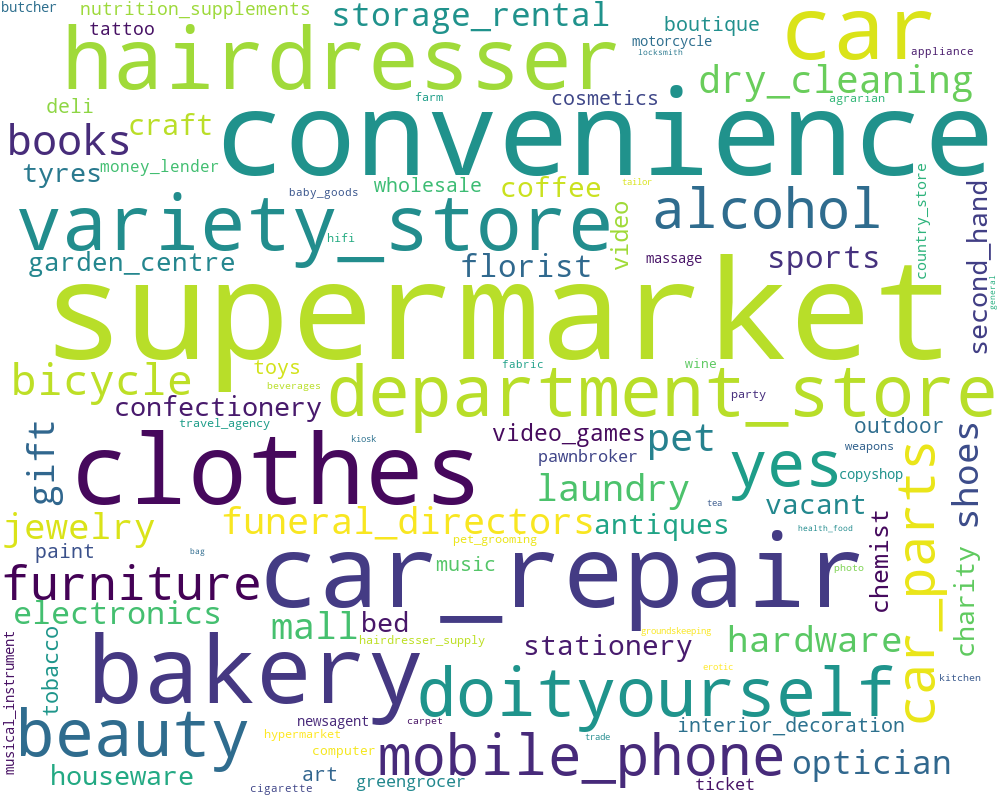 butcher
nutrition_supplements
storage_rental
boutique
car
tattoo
hairdresser
motorcycle
locksmith
appliance
dry_cleaning
deli
farm
cosmetics
agrarian
convenience
books
craft
tyres
money_lender
baby_goods
wholesale
coffee
tailor
alcohol
country_store
second_hand
variety_store
hifi
video
garden_centre
florist
massage
sports
general
supermarket
bicycle
toys
fabric
wine
beverages
department_store
party
confectionery
travel_agency
kiosk
video_games
pet
outdoor
gift
clothes
pawnbroker
yes
weapons
copyshop
shoes
laundry
tea
vacant
car_parts
jewelry
funeral_directors
antiques
health_food
chemist
paint
bag
pet_grooming
car_repair
music
photo
furniture
charity
electronics
mall
bed
hairdresser_supply
stationery
groundskeeping
hardware
musical_instrument
tobacco
bakery
doityourself
erotic
kitchen
beauty
newsagent
carpet
interior_decoration
hypermarket
computer
trade
mobile_phone
optician
houseware
art
greengrocer
cigarette
ticket